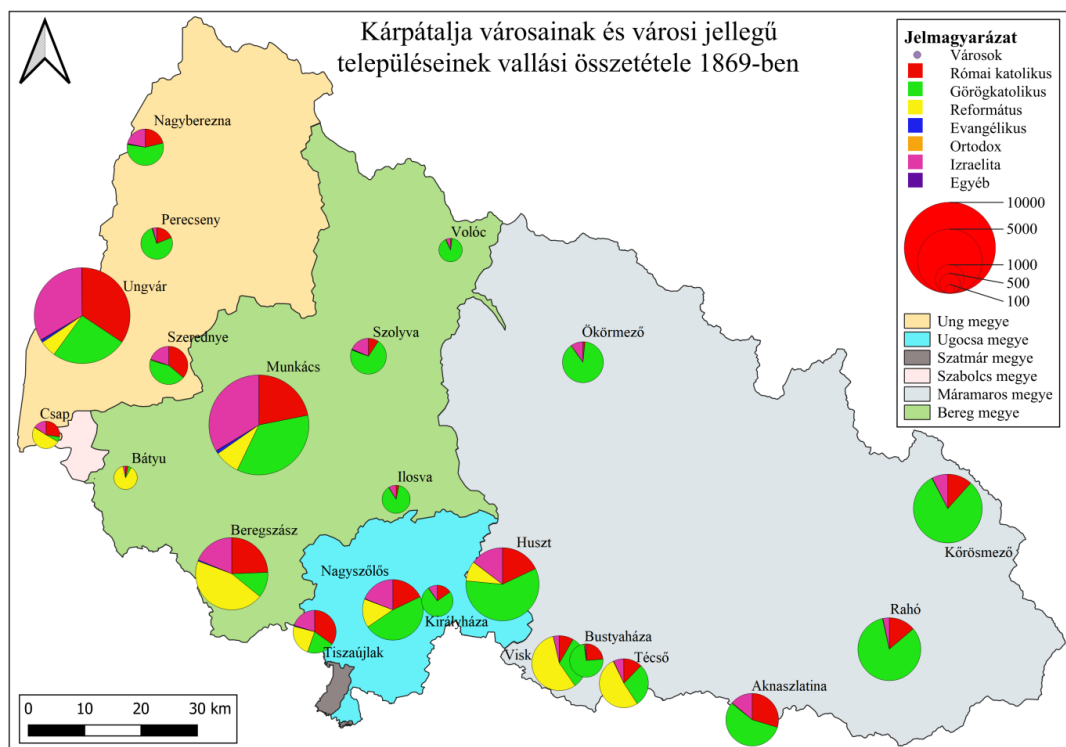 Kárpátalja városainak és városi jellegű
településeinek vallási összetétele 1869-ben
Jelmagyarázat
Városok
Római katolikus
Görögkatolikus
Református
Evangélikus
Ortodox
Izraelita
Egyéb
10000
5000
1000
500
100
Ung megye
Ugocsa megye
Szatmár megye
Szabolcs megye
Máramaros megye
Bereg megye
Nagyberezna
Perecseny
Volóc
Ungvár
Szerednye
Szolyva
Ökörmező
Munkács
Csap
Bátyu
Ilosva
Beregszász
Huszt
Kőrösmező
Nagyszőlős
Királyháza
Rahó
Tiszaújlak
Visk
Bustyaháza
Técső
Aknaszlatina
0 10 20 30 km